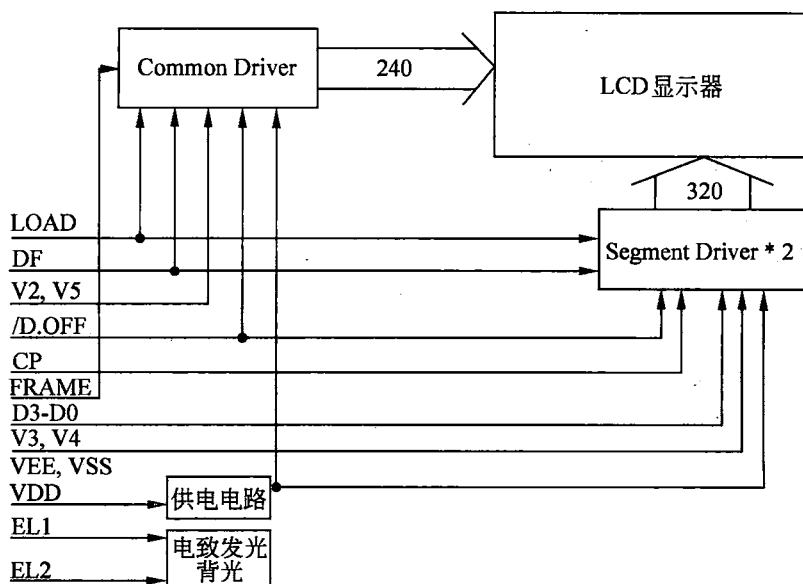 Common Driver
240
LCD显示器
320
Segment Driver * 2
LOAD
DF
V2, V5
/D.OFF
CP
FRAME
D3-D0
V3, V4
VEE, VSS
VDD
供电电路
EL1
电致发光
背光
EL2